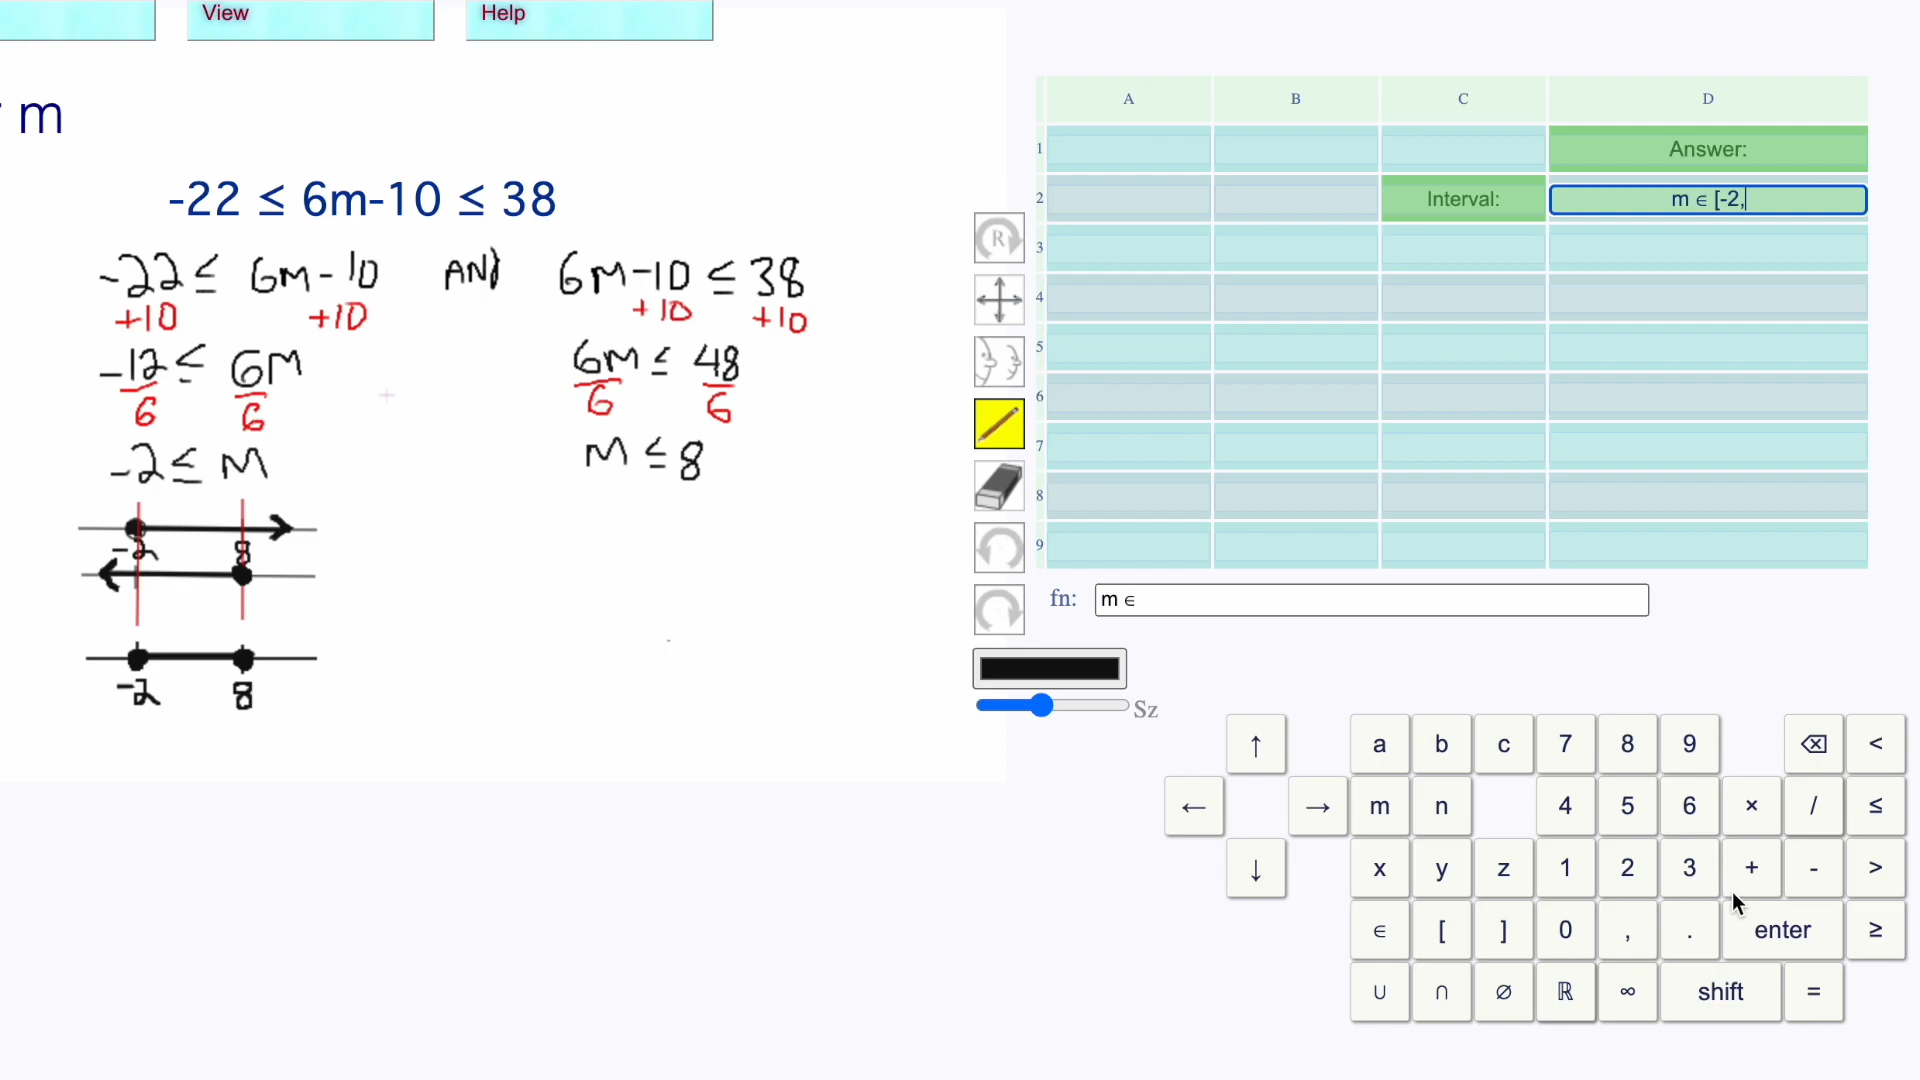 View Help
m
-22 ≤ 6m-10 ≤ 38
-22 ≤ 6M-10 AND 6M-10 ≤ 38
+10 +10 +10 +10
-12 ≤ 6M 6M ≤ 48
6 6 6 6
-2 ≤ M M ≤ 8
-2 8
-2 8
A B C D
1 Answer:
2 Interval: m ∈ [-2,
3
4
5
6
7
8
9
R
fn: m ∈
Sz
↑ a b c 7 8 9 ⌫ <
← → m n 4 5 6 × / ≤
↓ x y z 1 2 3 + - >
∈ [ ] 0 , . enter ≥
∪ ∩ ∅ ℝ ∞ shift =